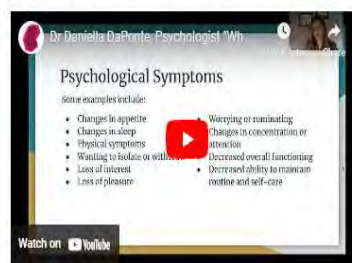 Dr Daniella DaPonte, Psychologist "Wh
Psychological Symptoms
Some examples include:
• Changes in appetite
• Changes in sleep
• Physical symptoms
• Wanting to isolate or
• Loss of interest
• Loss of pleasure
• Worrying or ruminating
Changes in concentration or
attention
• Decreased overall functioning
• Decreased ability to maintain
routine and self-care
Watch on YouTube